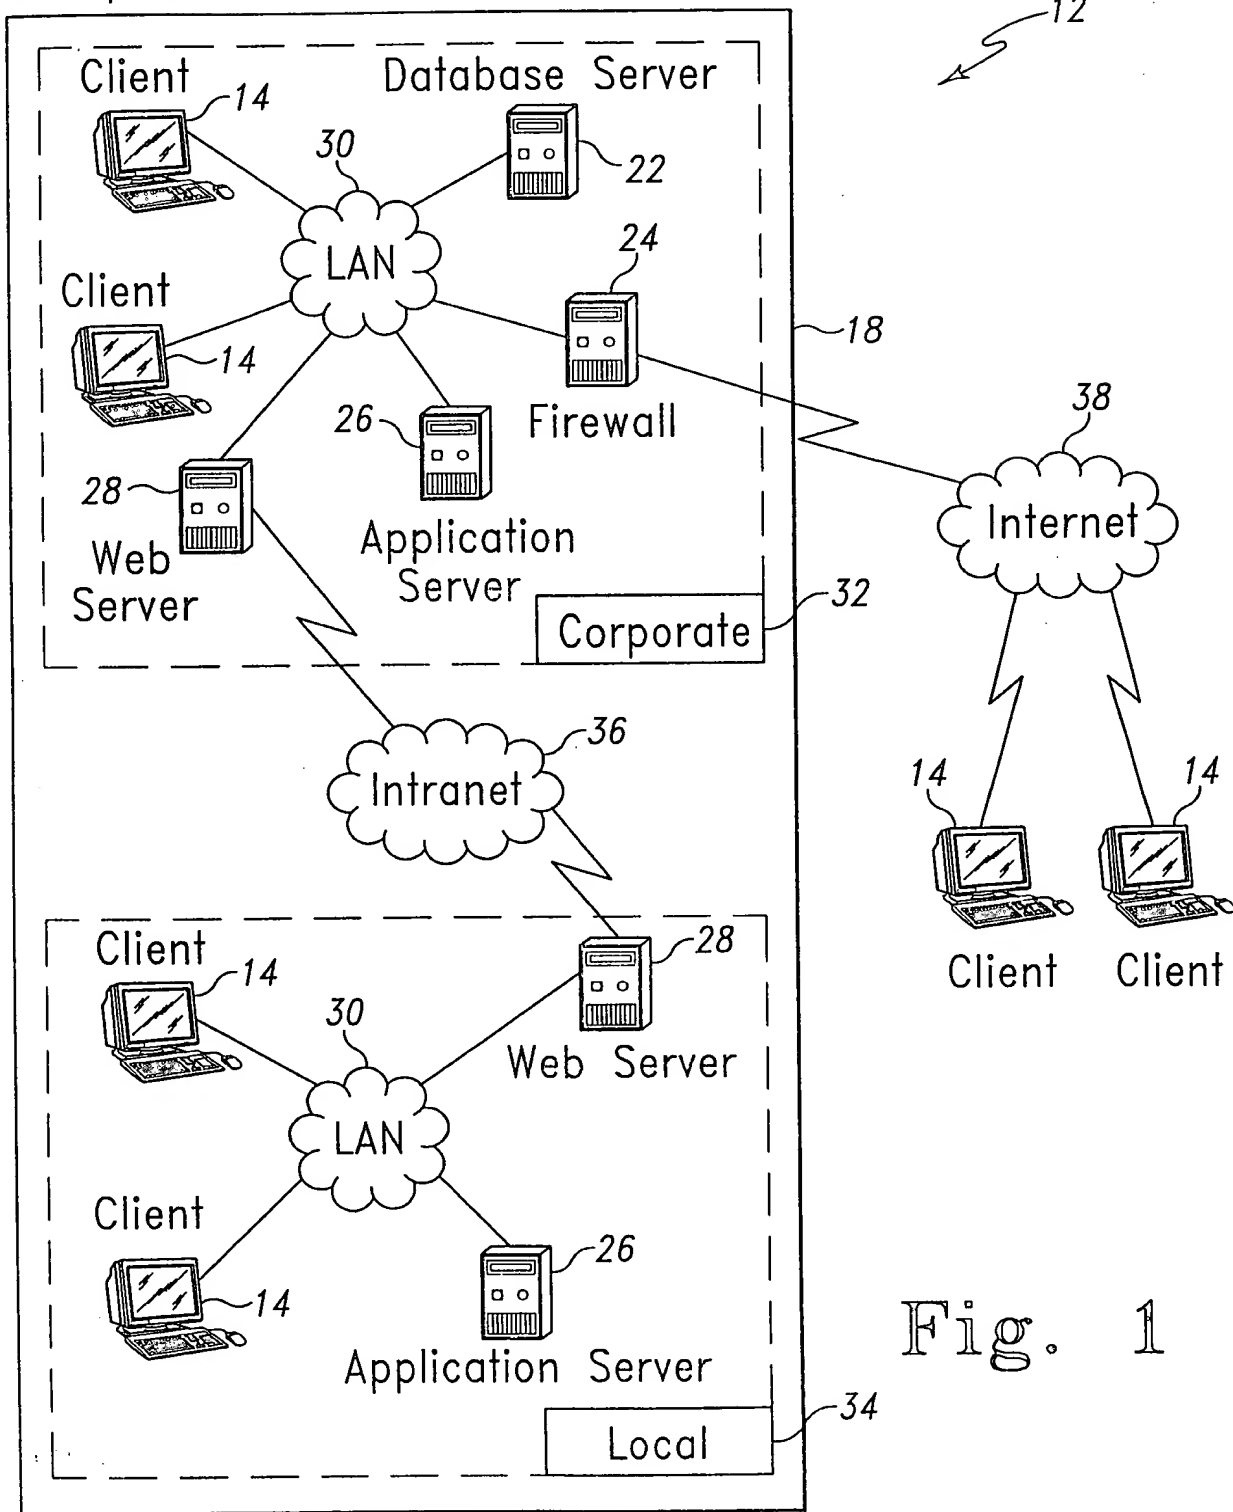 12
Client
14
Database Server
22
30
LAN
24
Firewall
18
Client
14
26
Application
Server
28
Web
Server
Corporate
32
38
Internet
14
Client
14
Client
36
Intranet
Client
14
28
Web Server
30
LAN
Client
14
26
Application Server
Local
34
Fig. 1